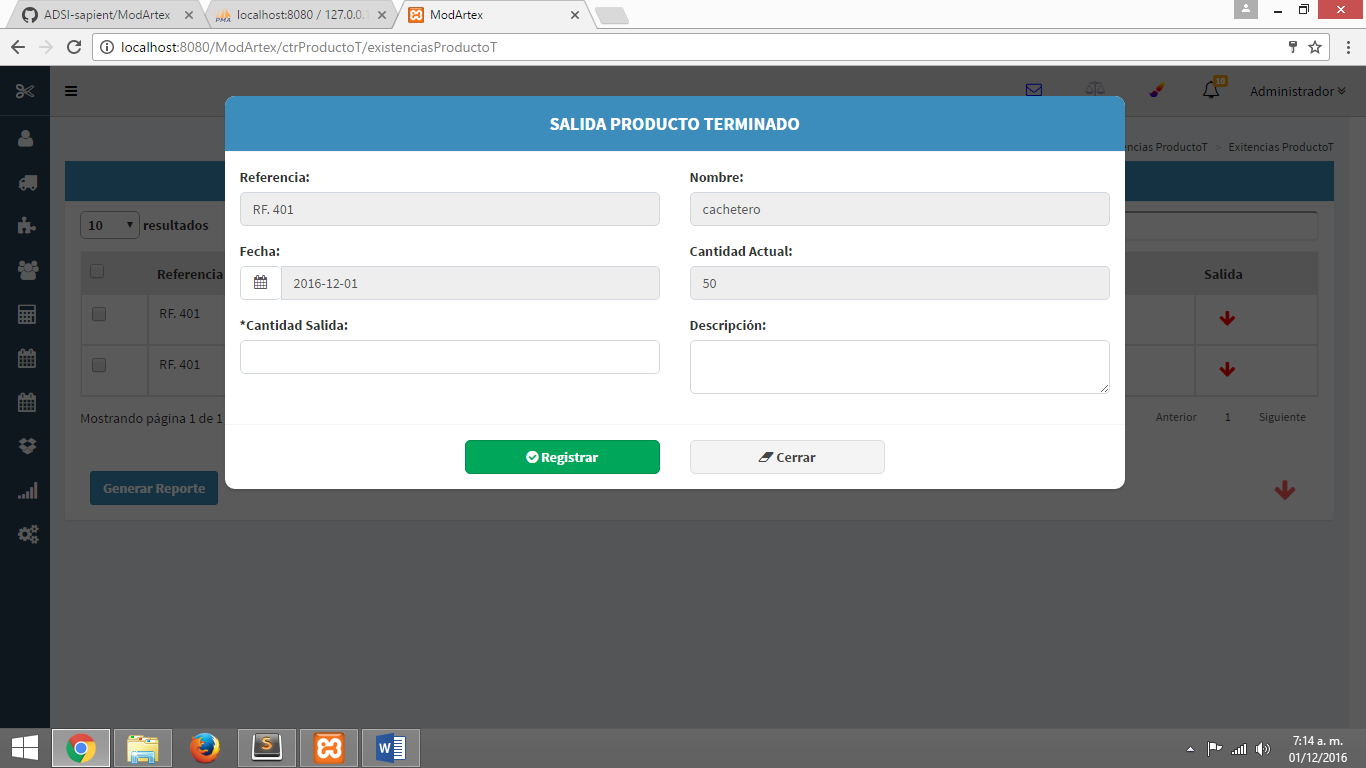 ADSI-sapient/ModArtex
localhost:8080 / 127.0.0.1
ModArtex
localhost:8080/ModArtex/ctrProductoT/existenciasProductoT
10
Administrador
SALIDA PRODUCTO TERMINADO
ProductoT > Exitencias ProductoT
Referencia:
Nombre:
RF. 401
cachetero
10 resultados
Fecha:
Cantidad Actual:
2016-12-01
50
Referencia
Salida
*Cantidad Salida:
Descripción:
RF. 401
RF. 401
Mostrando página 1 de 1
Anterior 1 Siguiente
Registrar
Cerrar
Generar Reporte
7:14 a. m.
01/12/2016